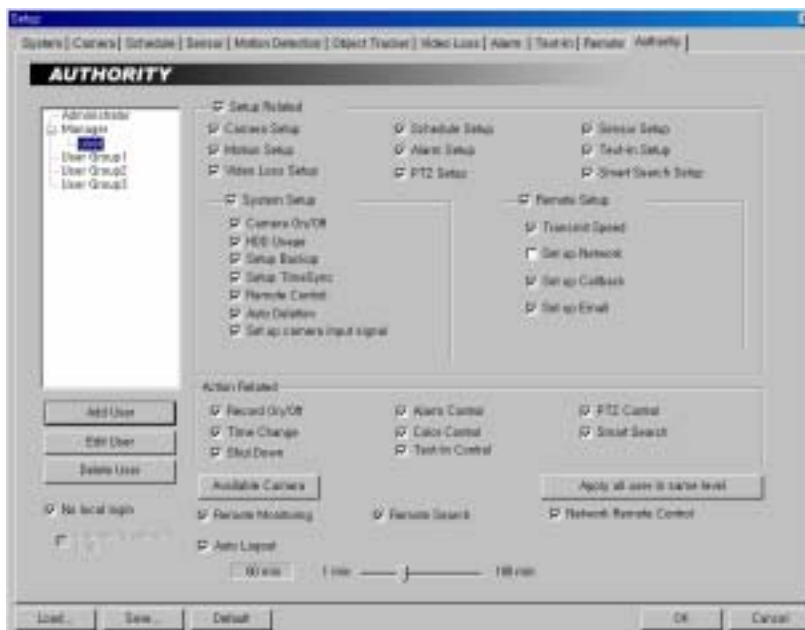 Setup
System | Camera | Schedule | Sensor | Motion Detection | Object Tracker | Video Loss | Alarm | Text-In | Remote | Authority
AUTHORITY
Administrator
Manager
User Group1
User Group2
User Group3
Setup Related
Camera Setup Schedule Setup Sensor Setup
Motion Setup Alarm Setup Text-In Setup
Video Loss Setup PTZ Setup Smart Search Setup
System Setup Remote Setup
Camera On/Off
HDD Usage
Setup Backup
Setup TimeSync
Remote Control
Auto Deletion
Set up camera input signal
Transmit Speed
Set up Network
Set up Callback
Set up Email
Action Related
Record On/Off Alarm Control PTZ Control
Time Change Color Control Smart Search
Shut Down Text-In Control
Add User
Edit User
Delete User
Available Camera Apply all user in same level
No local login
Remote Monitoring Remote Search Network Remote Control
Auto Logout
1 min
Load... Save... Default OK Cancel